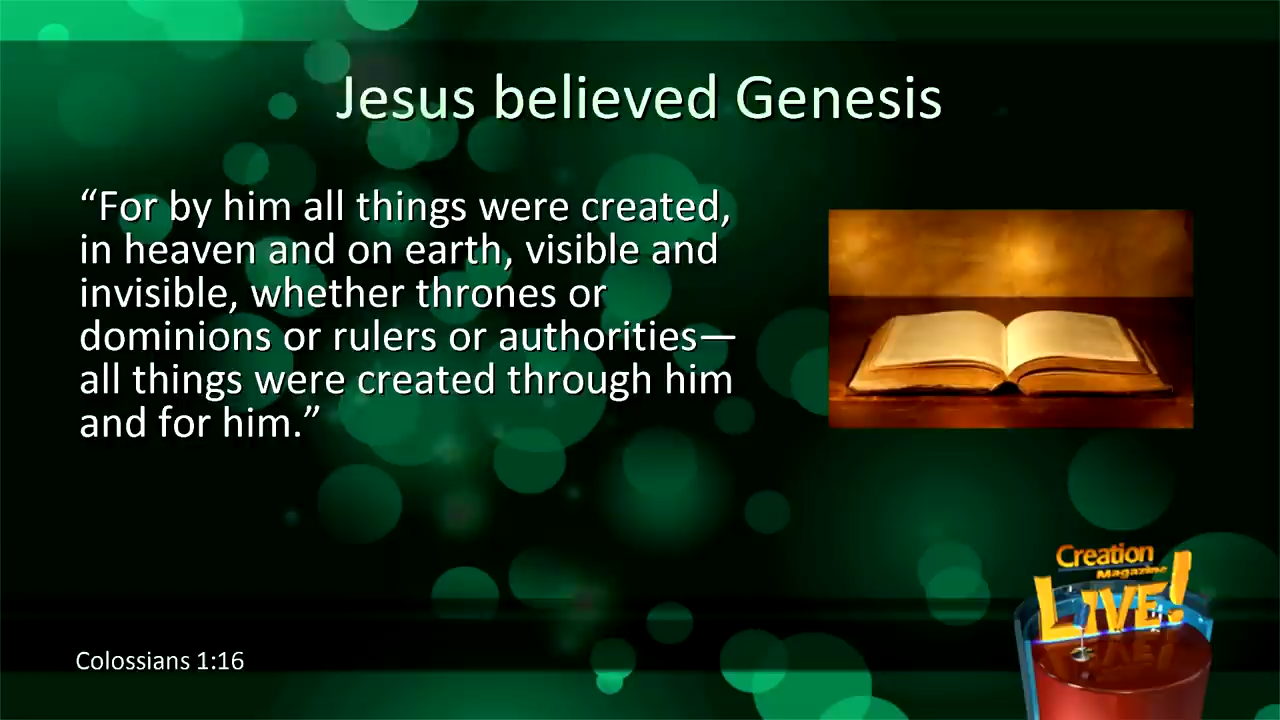 Jesus believed Genesis
“For by him all things were created,
in heaven and on earth, visible and
invisible, whether thrones or
dominions or rulers or authorities—
all things were created through him
and for him.”
Creation
Magazine
LIVE!
Colossians 1:16